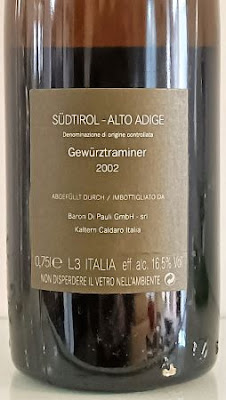 SÜDTIROL - ALTO ADIGE
Denominazione di origine controllata
Gewürztraminer
2002
ABGEFÜLLT DURCH / IMBOTTIGLIATO DA
Baron Di Pauli GmbH - srl
Kaltern Caldaro Italia
0,75l℮ L3 ITALIA eff. alc. 16,5% Vol
NON DISPERDERE IL VETRO NELL'AMBIENTE